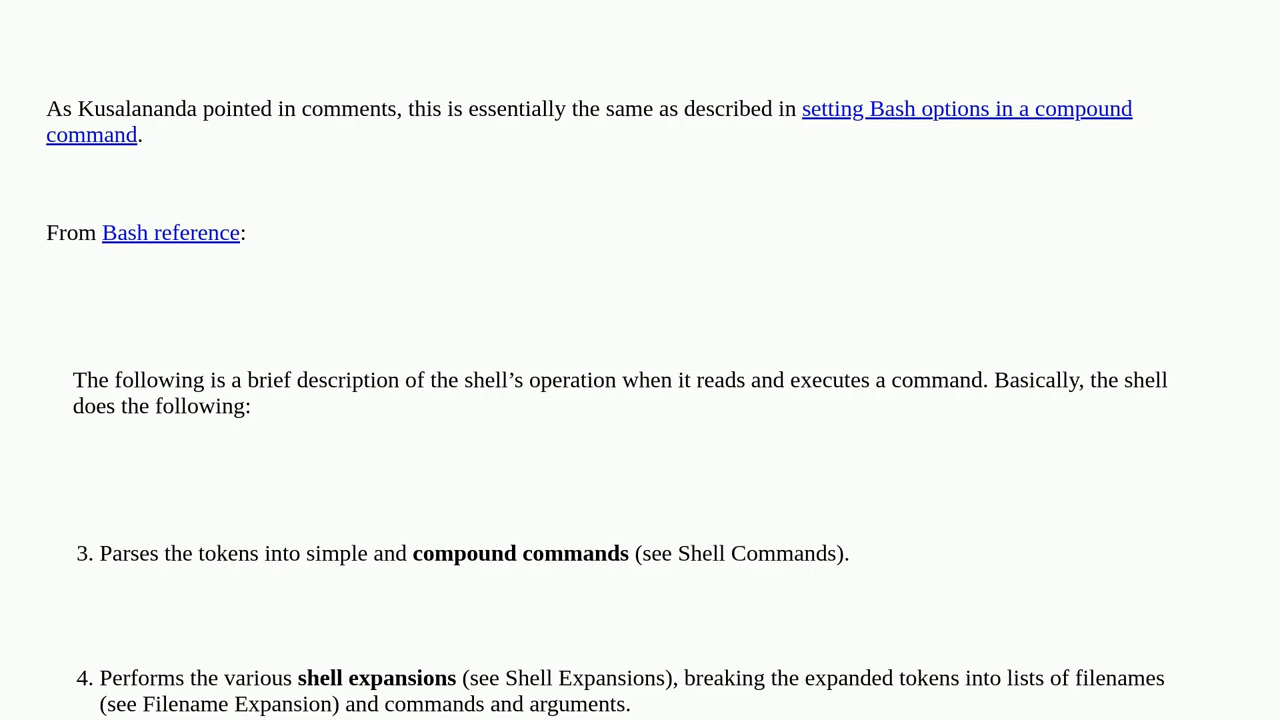 As Kusalananda pointed in comments, this is essentially the same as described in setting Bash options in a compound
command.
From Bash reference:
The following is a brief description of the shell’s operation when it reads and executes a command. Basically, the shell
does the following:
3. Parses the tokens into simple and compound commands (see Shell Commands).
4. Performs the various shell expansions (see Shell Expansions), breaking the expanded tokens into lists of filenames
(see Filename Expansion) and commands and arguments.